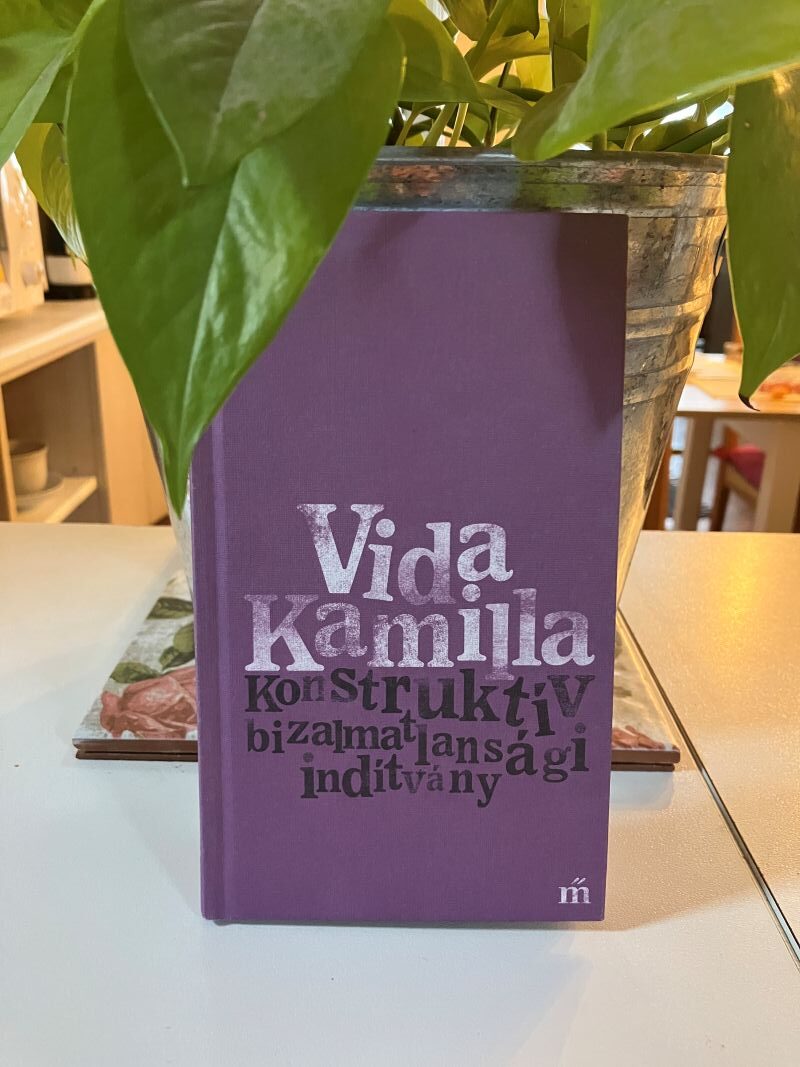 Vida
Kamilla
Konstruktív
bizalmatlansági
indítvány
m̋